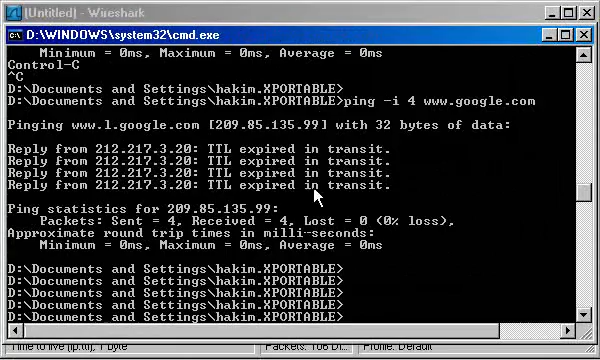 [Untitled] - Wireshark
D:\WINDOWS\system32\cmd.exe
Minimum = 0ms, Maximum = 0ms, Average = 0ms
Control-C
^C
D:\Documents and Settings\hakim.XPORTABLE>
D:\Documents and Settings\hakim.XPORTABLE>ping -i 4 www.google.com
Pinging www.l.google.com [209.85.135.99] with 32 bytes of data:
Reply from 212.217.3.20: TTL expired in transit.
Reply from 212.217.3.20: TTL expired in transit.
Reply from 212.217.3.20: TTL expired in transit.
Reply from 212.217.3.20: TTL expired in transit.
Ping statistics for 209.85.135.99:
Packets: Sent = 4, Received = 4, Lost = 0 (0% loss),
Approximate round trip times in milli-seconds:
Minimum = 0ms, Maximum = 0ms, Average = 0ms
D:\Documents and Settings\hakim.XPORTABLE>
D:\Documents and Settings\hakim.XPORTABLE>
D:\Documents and Settings\hakim.XPORTABLE>
D:\Documents and Settings\hakim.XPORTABLE>
D:\Documents and Settings\hakim.XPORTABLE>
Time to live (ip.ttl), 1 byte Packets: 106 Di... Profile: Default